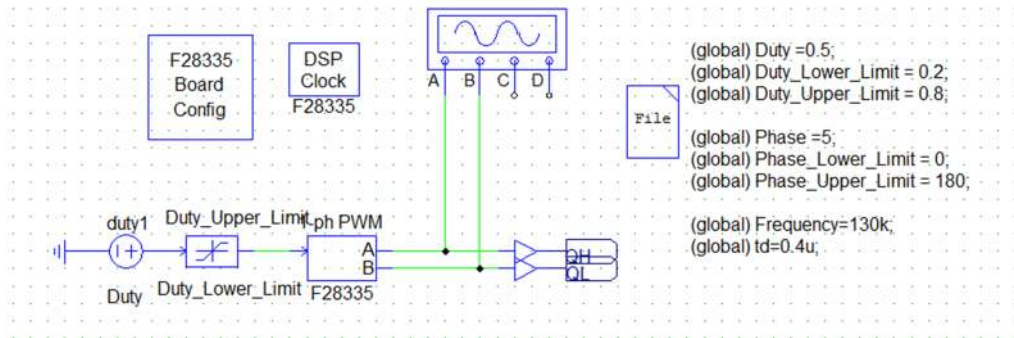 F28335
Board
Config
DSP
Clock
F28335
A
B
C
D
File
(global) Duty =0.5;
(global) Duty_Lower_Limit = 0.2;
(global) Duty_Upper_Limit = 0.8;
(global) Phase =5;
(global) Phase_Lower_Limit = 0;
(global) Phase_Upper_Limit = 180;
(global) Frequency=130k;
(global) td=0.4u;
duty1
Duty_Upper_Limit
1-ph PWM
A
B
QH
QL
Duty
Duty_Lower_Limit
F28335